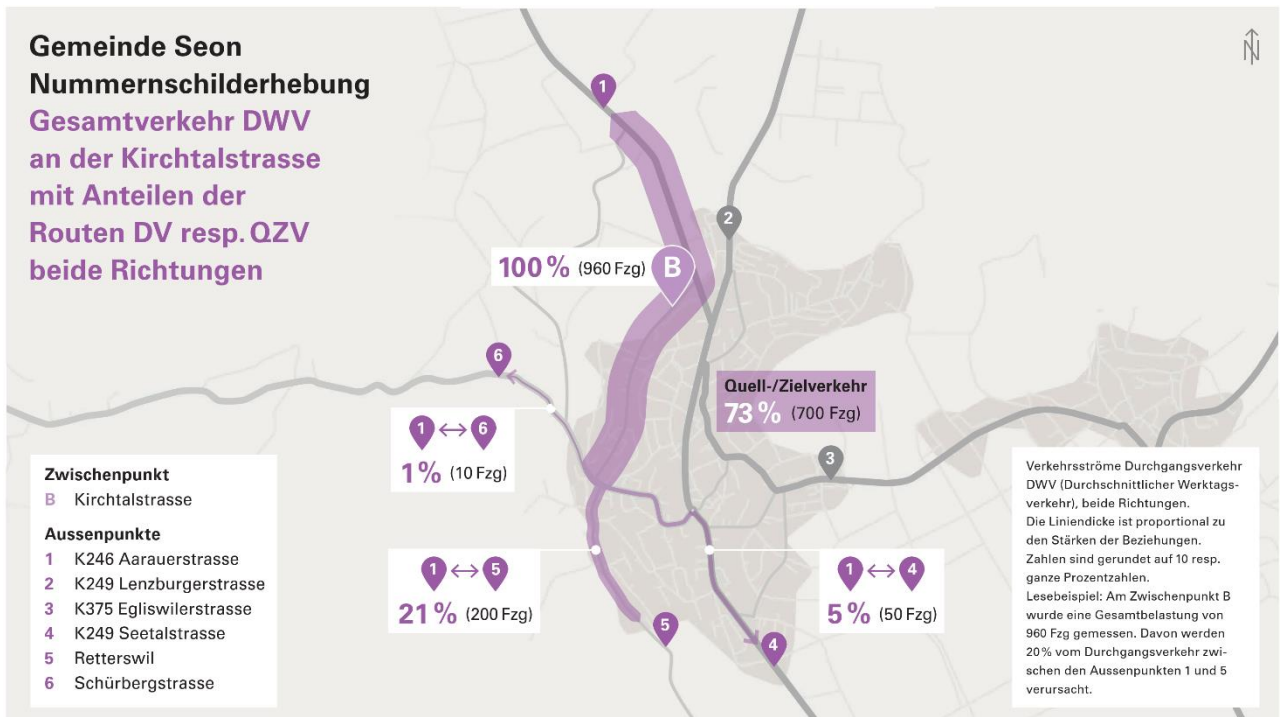 Gemeinde Seon
Nummernschilderhebung
Gesamtverkehr DWV
an der Kirchtalstrasse
mit Anteilen der
Routen DV resp. QZV
beide Richtungen
N
1
2
100 % (960 Fzg)
B
6
Quell-/Zielverkehr
73 % (700 Fzg)
1 ↔ 6
1 % (10 Fzg)
3
1 ↔ 5
21 % (200 Fzg)
1 ↔ 4
5 % (50 Fzg)
5
4
Zwischenpunkt
B Kirchtalstrasse
Aussenpunkte
1 K246 Aarauerstrasse
2 K249 Lenzburgerstrasse
3 K375 Egliswilerstrasse
4 K249 Seetalstrasse
5 Retterswil
6 Schürbergstrasse
Verkehrsströme Durchgangsverkehr
DWV (Durchschnittlicher Werktags-
verkehr), beide Richtungen.
Die Liniendicke ist proportional zu
den Stärken der Beziehungen.
Zahlen sind gerundet auf 10 resp.
ganze Prozentzahlen.
Lesebeispiel: Am Zwischenpunkt B
wurde eine Gesamtbelastung von
960 Fzg gemessen. Davon werden
20% vom Durchgangsverkehr zwi-
schen den Aussenpunkten 1 und 5
verursacht.